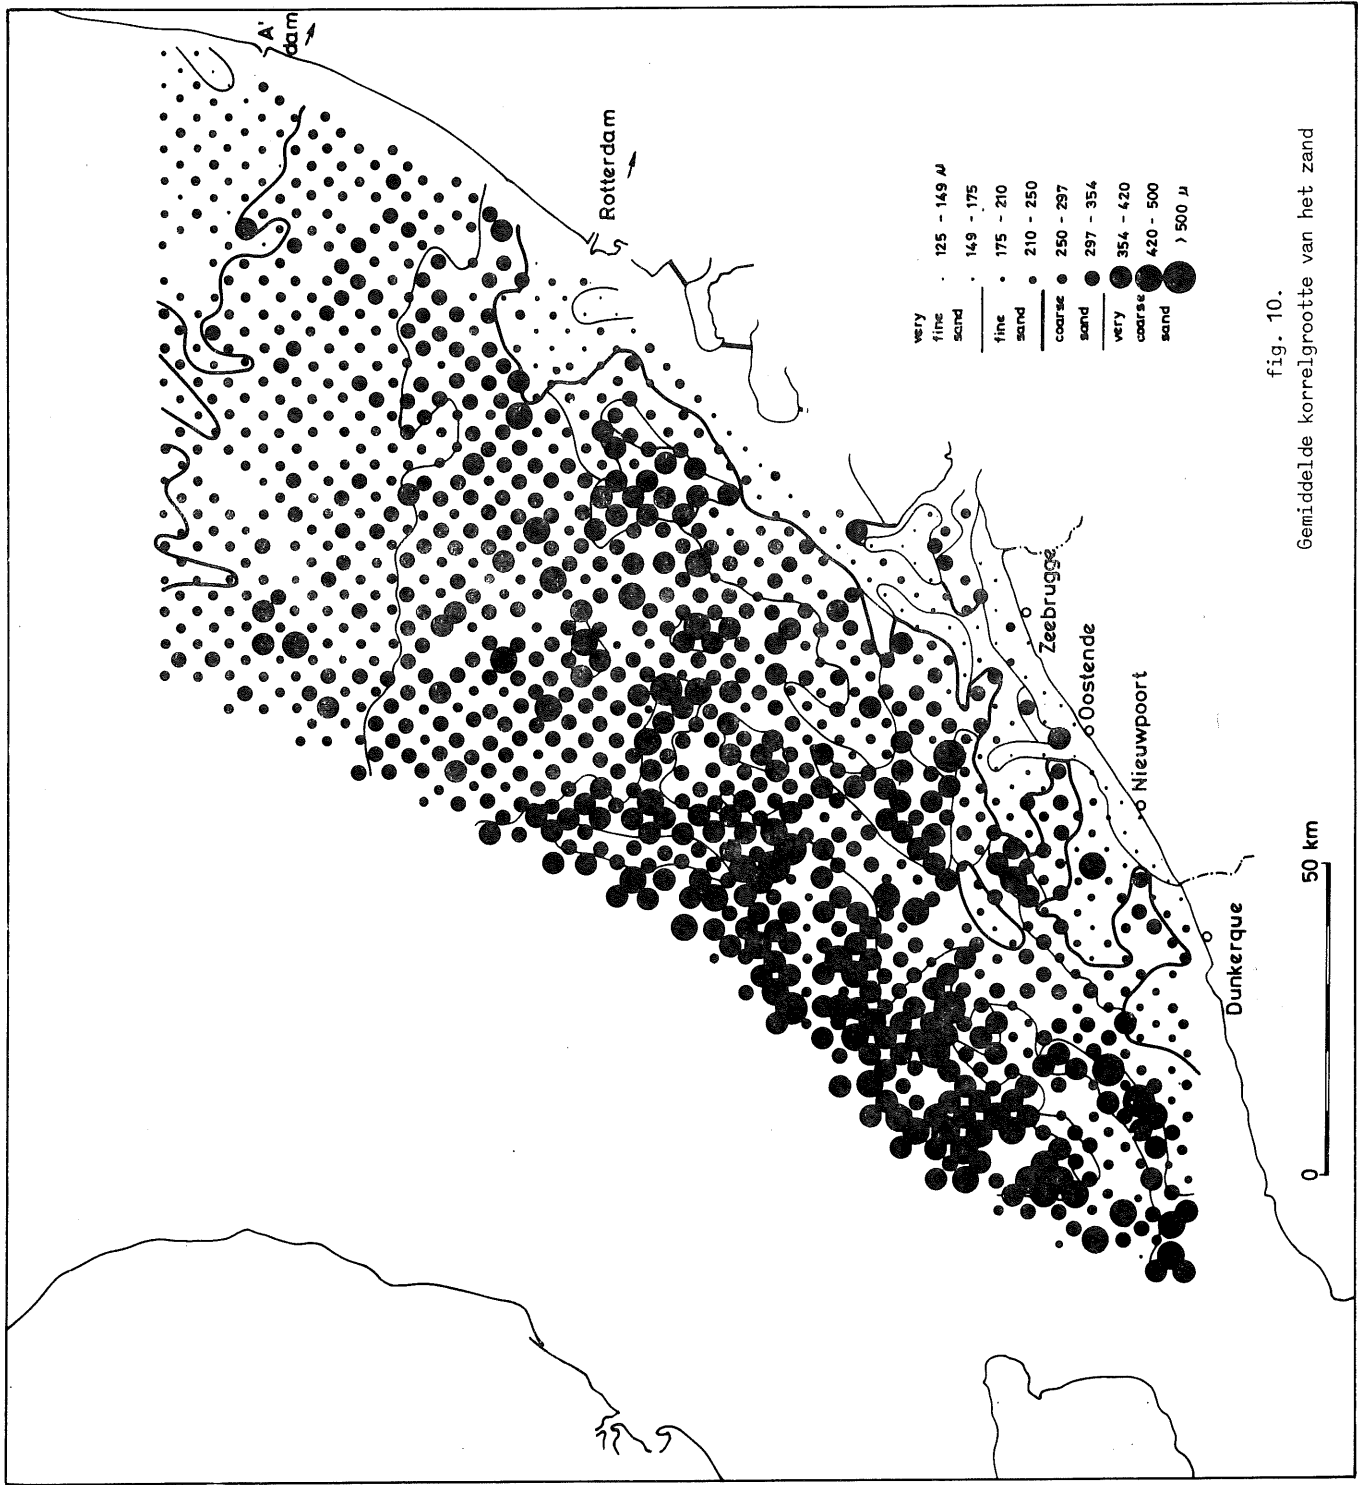 A'
dam
Rotterdam
very
fine
sand
125 - 149 µ
149 - 175
fine
sand
175 - 210
210 - 250
coarse
sand
250 - 297
297 - 354
very
coarse
sand
354 - 420
420 - 500
> 500 µ
Zeebrugge
Oostende
Nieuwpoort
Dunkerque
0
50 km
fig. 10.
Gemiddelde korrelgrootte van het zand